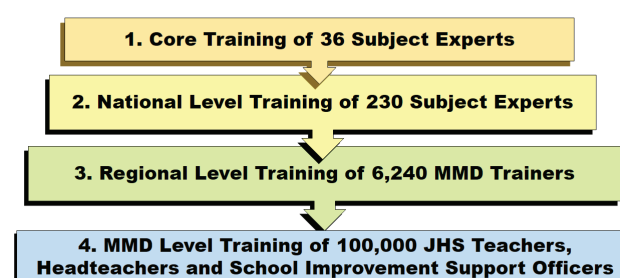 1. Core Training of 36 Subject Experts
2. National Level Training of 230 Subject Experts
3. Regional Level Training of 6,240 MMD Trainers
4. MMD Level Training of 100,000 JHS Teachers,
Headteachers and School Improvement Support Officers